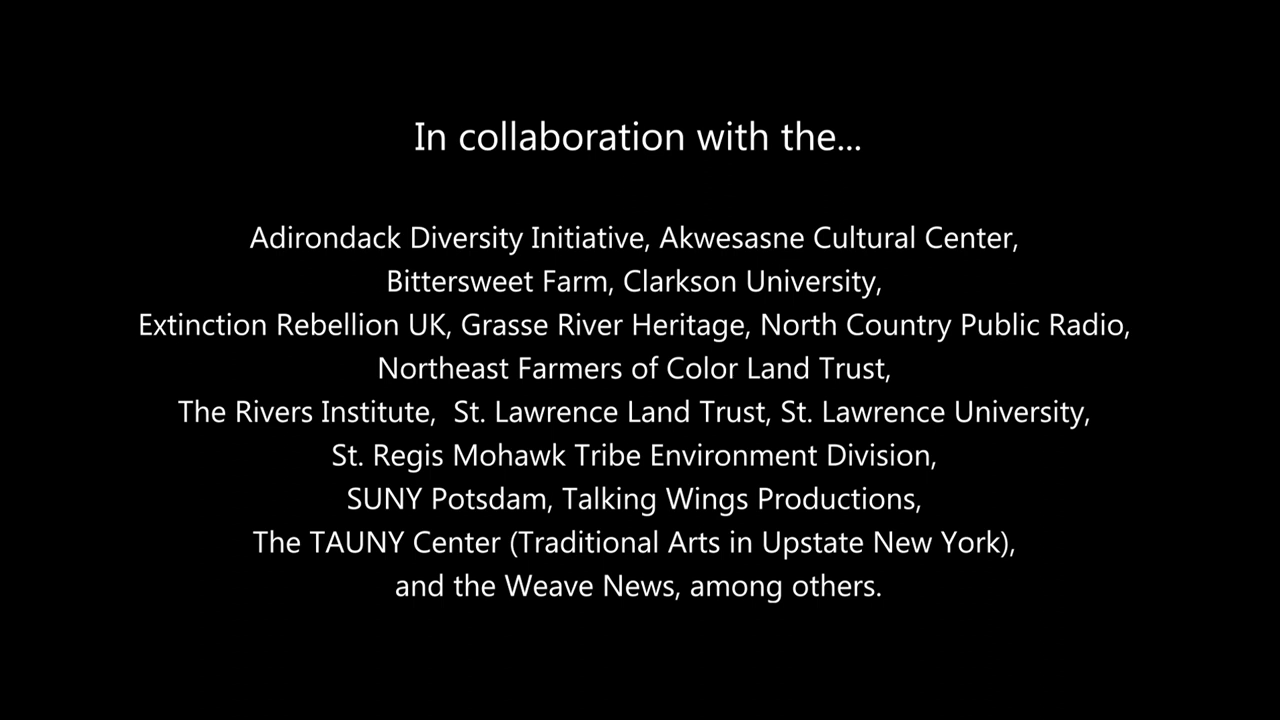 In collaboration with the...
Adirondack Diversity Initiative, Akwesasne Cultural Center,
Bittersweet Farm, Clarkson University,
Extinction Rebellion UK, Grasse River Heritage, North Country Public Radio,
Northeast Farmers of Color Land Trust,
The Rivers Institute,  St. Lawrence Land Trust, St. Lawrence University,
St. Regis Mohawk Tribe Environment Division,
SUNY Potsdam, Talking Wings Productions,
The TAUNY Center (Traditional Arts in Upstate New York),
and the Weave News, among others.